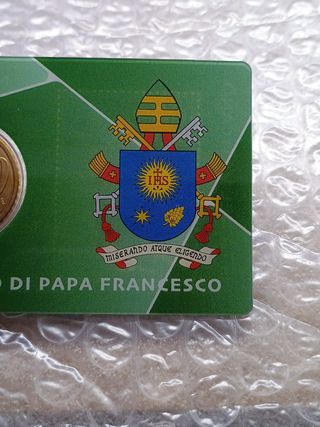 IHS
MISERANDO ATQUE ELIGENDO
O DI PAPA FRANCESCO